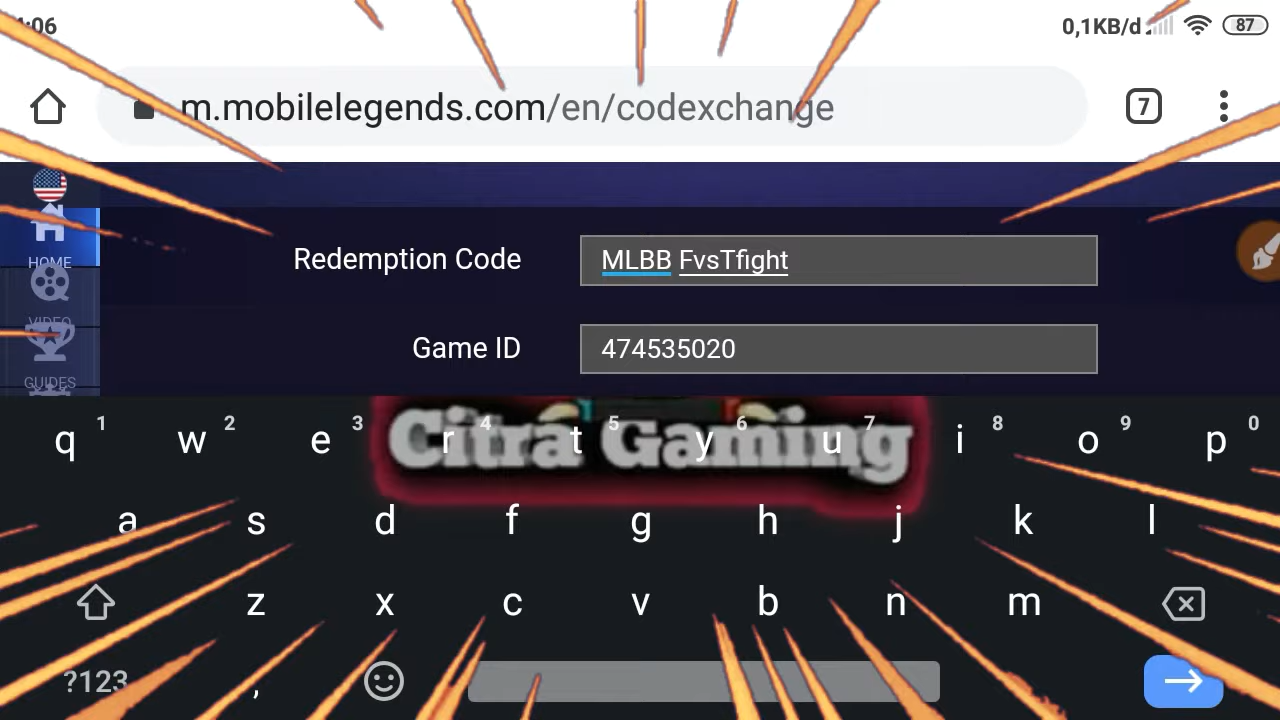 :06 0,1KB/d 87
m.mobilelegends.com/en/codexchange 7
HOME
VIDEO
GUIDES
Redemption Code MLBB FvsTfight
Game ID 474535020
Citra Gaming
q 1 w 2 e 3 r 4 t 5 y 6 u 7 i 8 o 9 p 0
a s d f g h j k l
z x c v b n m
?123 ,